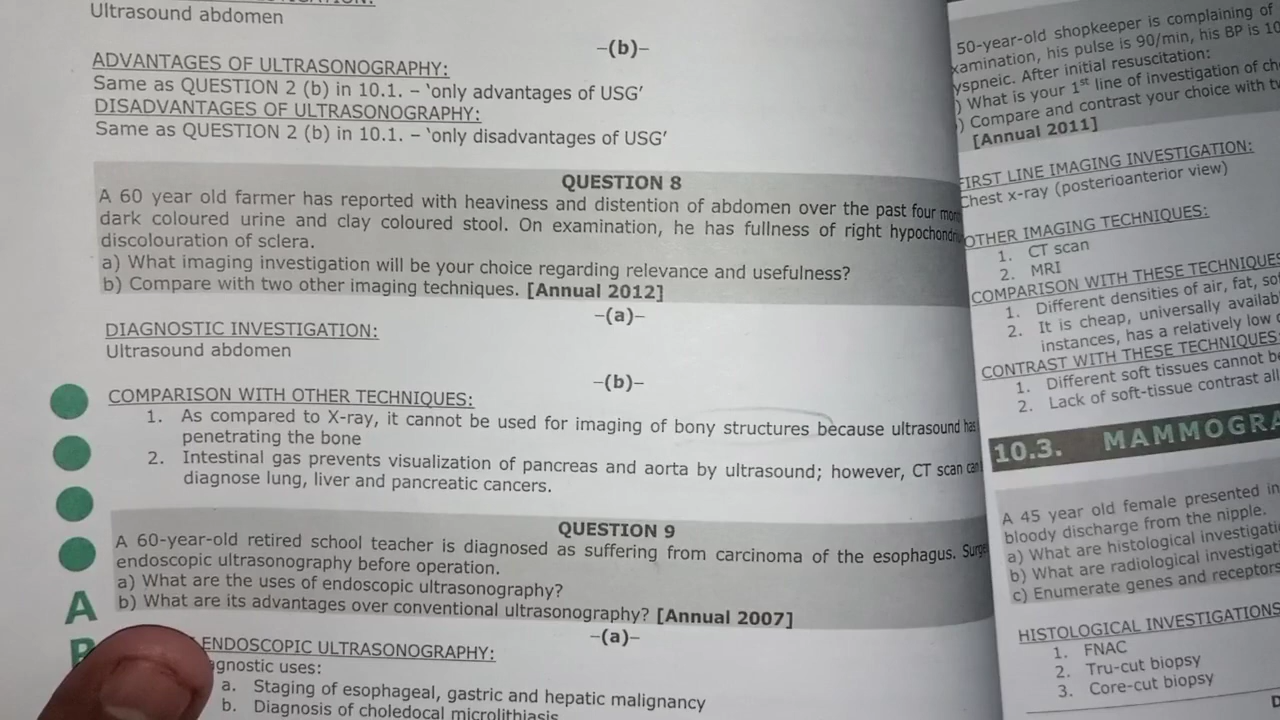 Ultrasound abdomen
–(b)–
ADVANTAGES OF ULTRASONOGRAPHY:
Same as QUESTION 2 (b) in 10.1. – ‘only advantages of USG’
DISADVANTAGES OF ULTRASONOGRAPHY:
Same as QUESTION 2 (b) in 10.1. – ‘only disadvantages of USG’
QUESTION 8
A 60 year old farmer has reported with heaviness and distention of abdomen over the past four
dark coloured urine and clay coloured stool. On examination, he has fullness of right
discolouration of sclera.
a) What imaging investigation will be your choice regarding relevance and usefulness?
b) Compare with two other imaging techniques. [Annual 2012]
–(a)–
DIAGNOSTIC INVESTIGATION:
Ultrasound abdomen
–(b)–
COMPARISON WITH OTHER TECHNIQUES:
1. As compared to X-ray, it cannot be used for imaging of bony structures because ultrasound has
penetrating the bone
2. Intestinal gas prevents visualization of pancreas and aorta by ultrasound; however, CT scan can
diagnose lung, liver and pancreatic cancers.
QUESTION 9
A 60-year-old retired school teacher is diagnosed as suffering from carcinoma of the esophagus.
endoscopic ultrasonography before operation.
a) What are the uses of endoscopic ultrasonography?
b) What are its advantages over conventional ultrasonography? [Annual 2007]
–(a)–
ENDOSCOPIC ULTRASONOGRAPHY:
agnostic uses:
a. Staging of esophageal, gastric and hepatic malignancy
b. Diagnosis of choledocal microlithiasis
A
50-year-old shopkeeper is complaining of
xamination, his pulse is 90/min, his BP is 10
yspneic. After initial resuscitation:
) What is your 1st line of investigation of
) Compare and contrast your choice with
[Annual 2011]
FIRST LINE IMAGING INVESTIGATION:
Chest x-ray (posterioanterior view)
OTHER IMAGING TECHNIQUES:
1. CT scan
2. MRI
COMPARISON WITH THESE TECHNIQUES
1. Different densities of air, fat,
2. It is cheap, universally
instances, has a relatively low
CONTRAST WITH THESE TECHNIQUES
1. Different soft tissues cannot
2. Lack of soft-tissue contrast
10.3. MAMMOGRA
A 45 year old female presented in
bloody discharge from the nipple.
a) What are histological investigati
b) What are radiological investigat
c) Enumerate genes and receptors
HISTOLOGICAL INVESTIGATIONS
1. FNAC
2. Tru-cut biopsy
3. Core-cut biopsy